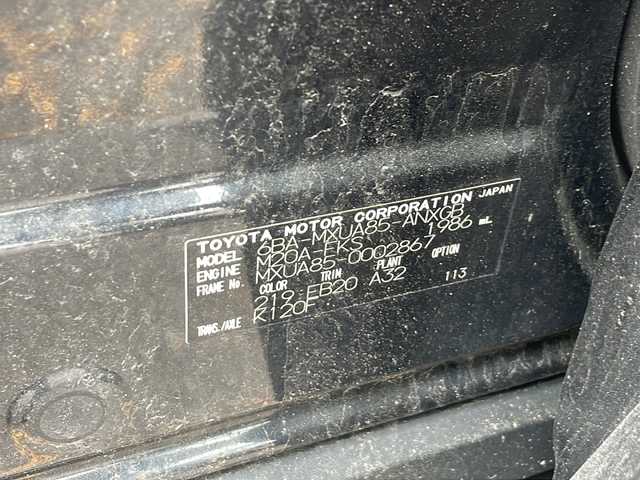 TOYOTA MOTOR CORPORATION JAPAN
MODEL 6BA-MXUA85-ANXGB
ENGINE M20A-FKS 1986 mL
FRAME No. MXUA85-0002867
COLOR TRIM PLANT OPTION
219 EB20 A32 113
TRANS./AXLE K120F